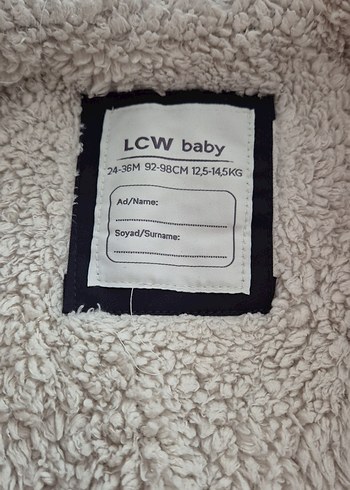 LCW baby
24-36M 92-98CM 12,5-14,5KG
Ad/Name:
Soyad/Surname: